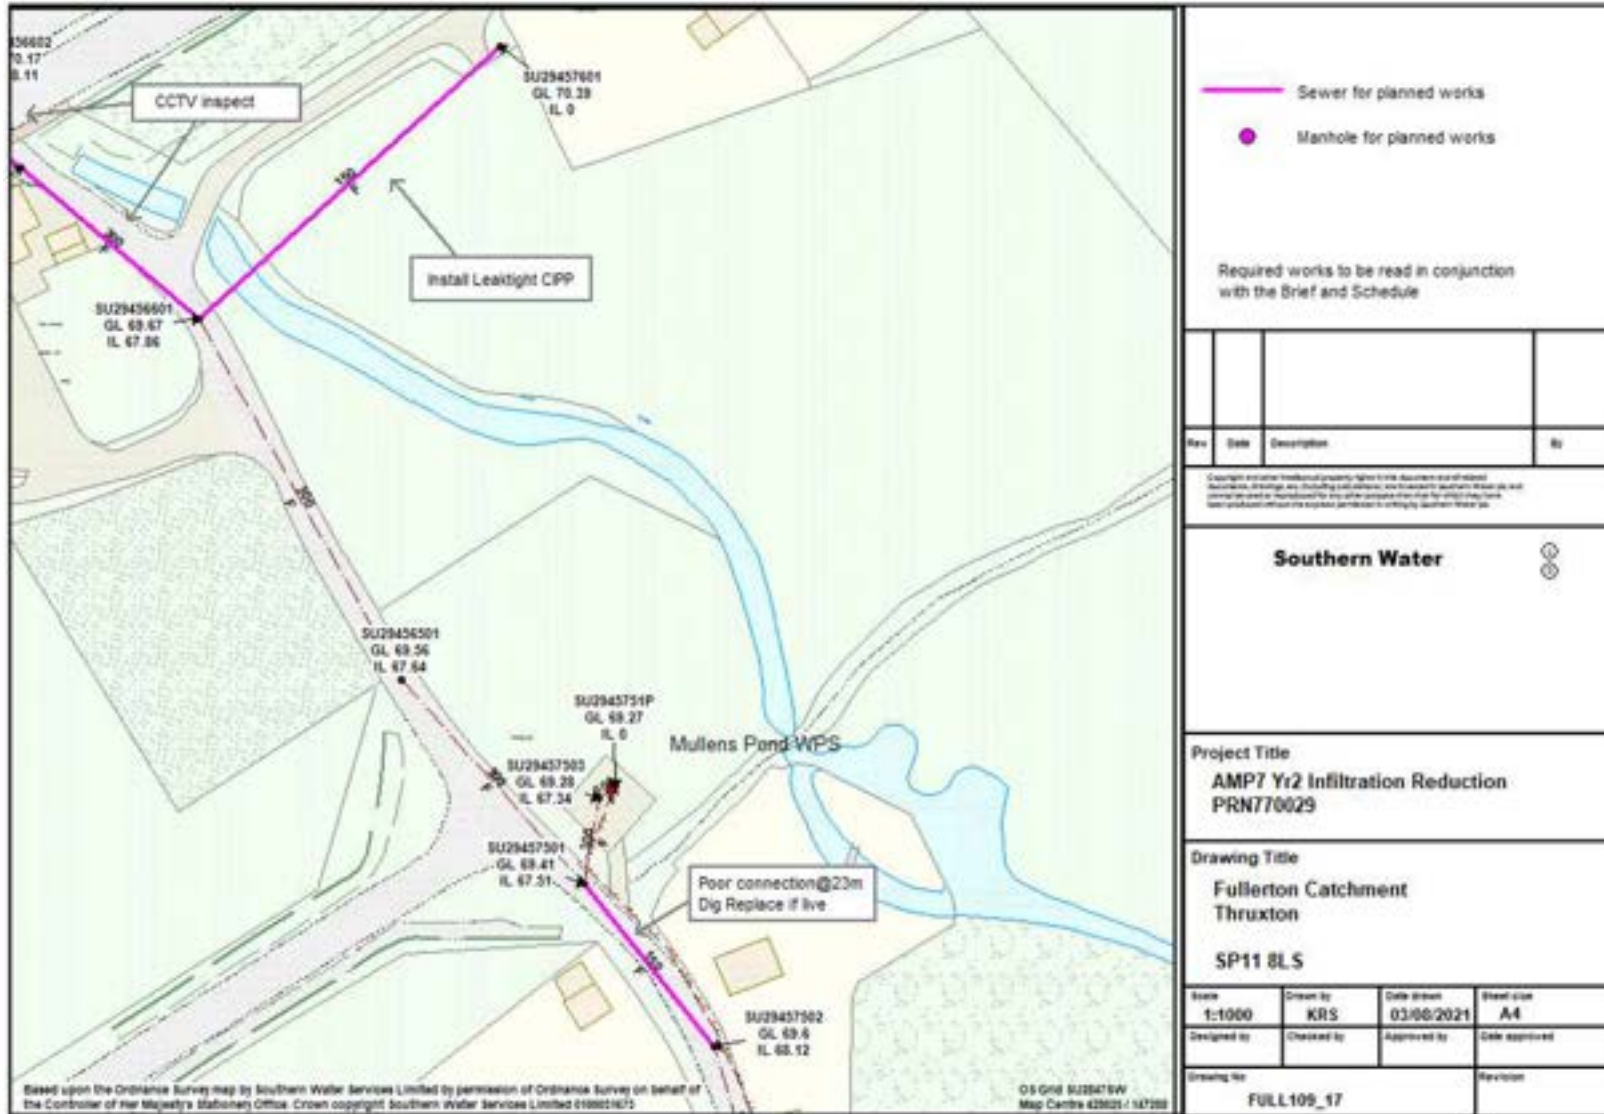 CCTV inspect
SU29457601
GL 70.39
IL 0
150
F
300
F
Install Leaktight CIPP
SU29456601
GL 69.67
IL 67.86
300
F
SU29456501
GL 69.56
IL 67.64
300
F
SU2945751P
GL 69.27
IL 0
Mullens Pond WPS
SU29457503
GL 69.28
IL 67.34
300
SU29457501
GL 69.41
IL 67.51
Poor connection@23m
Dig Replace if live
150
F
SU29457502
GL 69.6
IL 68.12
Based upon the Ordnance Survey map by Southern Water Services Limited by permission of Ordnance Survey on behalf of
the Controller of Her Majesty's Stationery Office. Crown copyright Southern Water Services Limited
Sewer for planned works
Manhole for planned works
Required works to be read in conjunction
with the Brief and Schedule
Rev Date Description By
Southern Water
Project Title
AMP7 Yr2 Infiltration Reduction
PRN770029
Drawing Title
Fullerton Catchment
Thruxton
SP11 8LS
Scale Drawn by Date drawn Sheet size
1:1000 KRS 03/08/2021 A4
Designed by Checked by Approved by Date approved
Drawing No Revision
FULL109_17